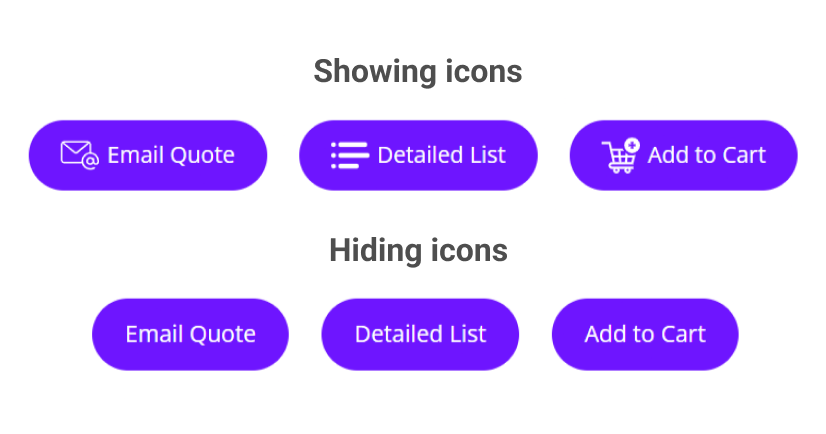 Showing icons
Email Quote
Detailed List
Add to Cart
Hiding icons
Email Quote
Detailed List
Add to Cart